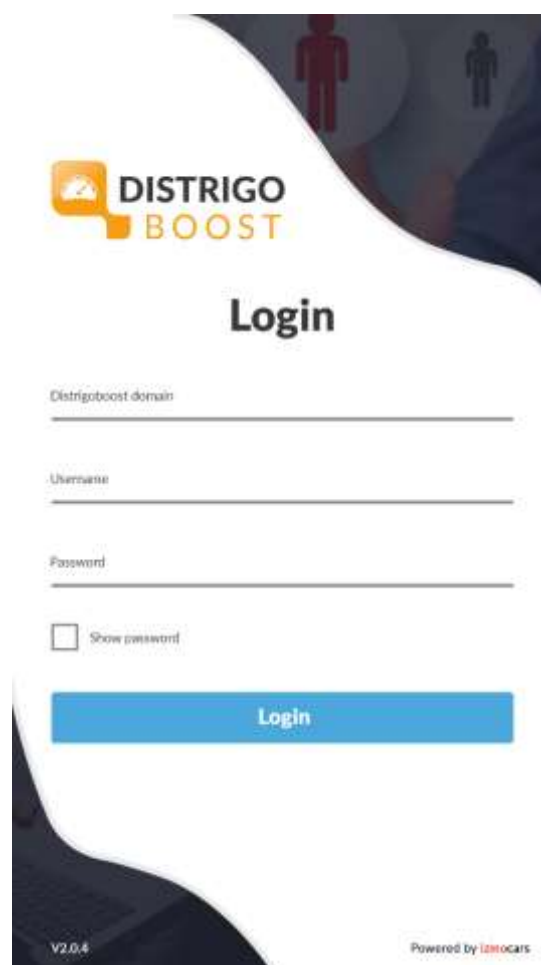 DISTRIGO
BOOST
Login
Distrigoboost domain
Username
Password
Show password
Login
V2.0.4
Powered by izmocars